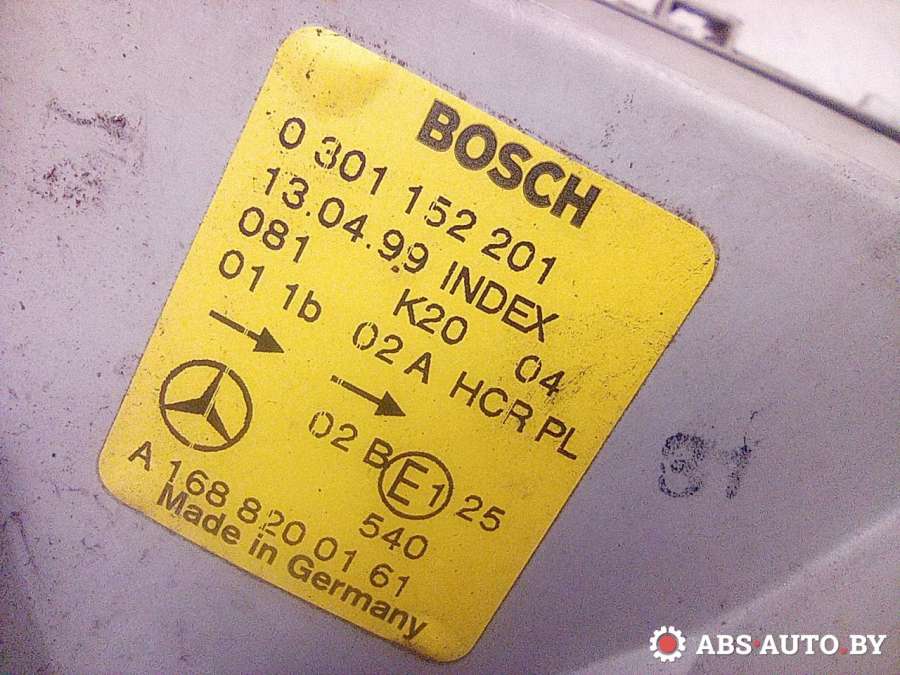 BOSCH
0 301 152 201
13.04.99 INDEX
081 K20 04
01 1b 02 A HCR PL
02 B E1 25
540
A 168 820 01 61
Made in Germany
31
ABS-AUTO.BY